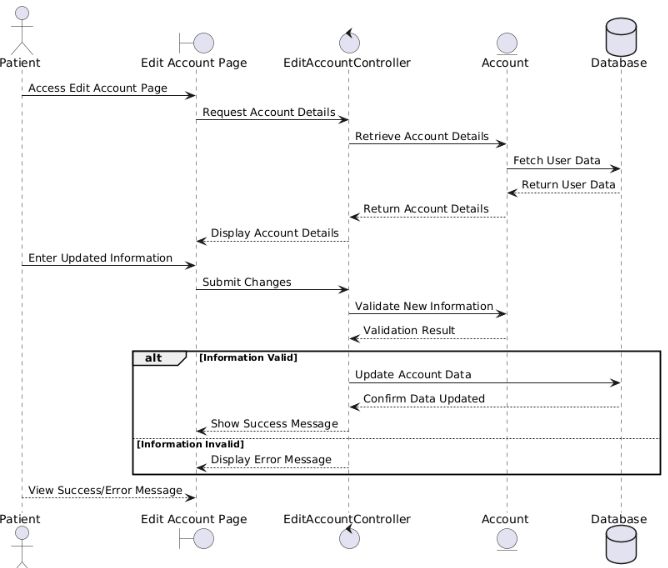 Patient Edit Account Page EditAccountController Account Database
Access Edit Account Page
Request Account Details
Retrieve Account Details
Fetch User Data
Return User Data
Return Account Details
Display Account Details
Enter Updated Information
Submit Changes
Validate New Information
Validation Result
alt [Information Valid]
Update Account Data
Confirm Data Updated
Show Success Message
[Information Invalid]
Display Error Message
View Success/Error Message
Patient Edit Account Page EditAccountController Account Database